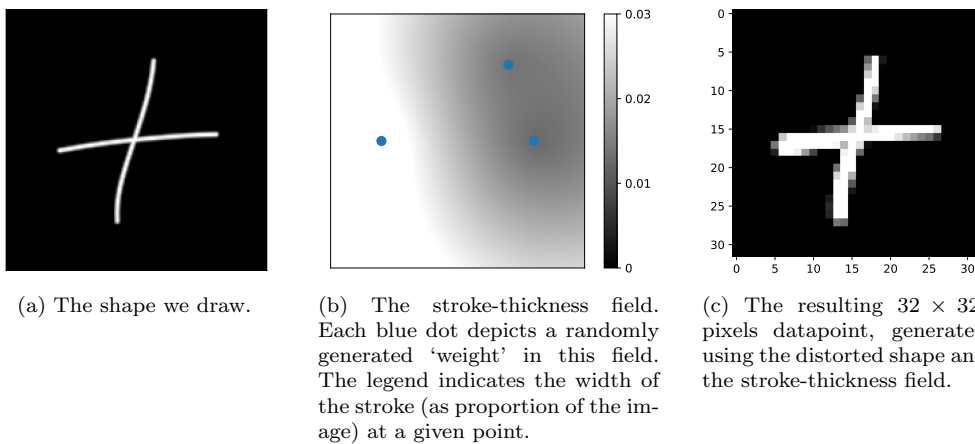 0.03
0.02
0.01
0
0
5
10
15
20
25
30
0 5 10 15 20 25 30
(a) The shape we draw.
(b) The stroke-thickness field.
Each blue dot depicts a randomly
generated ‘weight’ in this field.
The legend indicates the width of
the stroke (as proportion of the im-
age) at a given point.
(c) The resulting 32 × 32
pixels datapoint, generate
using the distorted shape an
the stroke-thickness field.